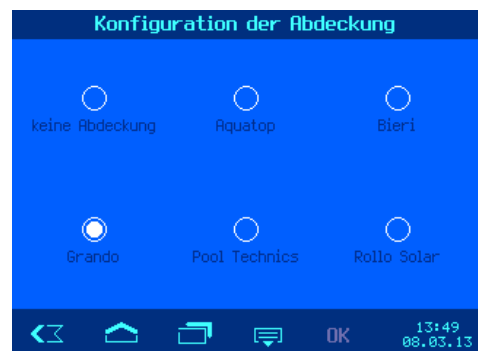 Konfiguration der Abdeckung
keine Abdeckung
Aquatop
Bieri
Grando
Pool Technics
Rollo Solar
OK
13:49
08.03.13